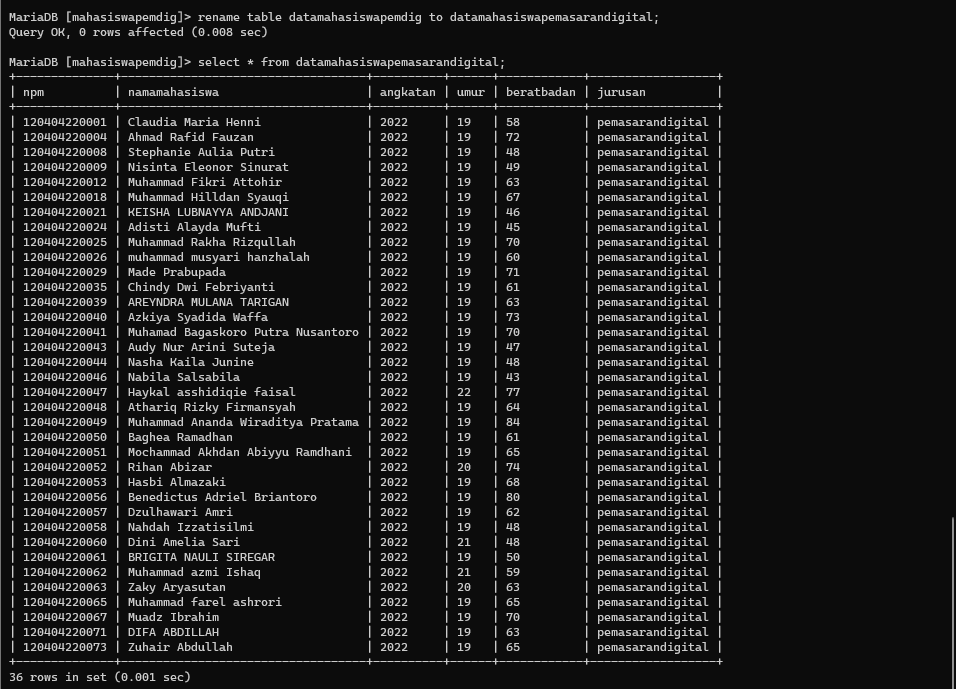 MariaDB [mahasiswapemdig]> rename table datamahasiswapemdig to datamahasiswapemasarandigital;
Query OK, 0 rows affected (0.008 sec)
MariaDB [mahasiswapemdig]> select * from datamahasiswapemasarandigital;
| npm | namamahasiswa | angkatan | umur | beratbadan | jurusan |
| 120404220001 | Claudia Maria Henni | 2022 | 19 | 58 | pemasarandigital |
| 120404220004 | Ahmad Rafid Fauzan | 2022 | 19 | 72 | pemasarandigital |
| 120404220008 | Stephanie Aulia Putri | 2022 | 19 | 48 | pemasarandigital |
| 120404220009 | Nisinta Eleonor Sinurat | 2022 | 19 | 49 | pemasarandigital |
| 120404220012 | Muhammad Fikri Attohir | 2022 | 19 | 63 | pemasarandigital |
| 120404220018 | Muhammad Hilldan Syauqi | 2022 | 19 | 67 | pemasarandigital |
| 120404220021 | KEISHA LUBNAYYA ANDJANI | 2022 | 19 | 46 | pemasarandigital |
| 120404220024 | Adisti Alayda Mufti | 2022 | 19 | 45 | pemasarandigital |
| 120404220025 | Muhammad Rakha Rizqullah | 2022 | 19 | 70 | pemasarandigital |
| 120404220026 | muhammad musyari hanzhalah | 2022 | 19 | 60 | pemasarandigital |
| 120404220029 | Made Prabupada | 2022 | 19 | 71 | pemasarandigital |
| 120404220035 | Chindy Dwi Febriyanti | 2022 | 19 | 61 | pemasarandigital |
| 120404220039 | AREYNDRA MULANA TARIGAN | 2022 | 19 | 63 | pemasarandigital |
| 120404220040 | Azkiya Syadida Waffa | 2022 | 19 | 73 | pemasarandigital |
| 120404220041 | Muhamad Bagaskoro Putra Nusantoro | 2022 | 19 | 70 | pemasarandigital |
| 120404220043 | Audy Nur Arini Suteja | 2022 | 19 | 47 | pemasarandigital |
| 120404220044 | Nasha Kaila Junine | 2022 | 19 | 48 | pemasarandigital |
| 120404220046 | Nabila Salsabila | 2022 | 19 | 43 | pemasarandigital |
| 120404220047 | Haykal asshidiqie faisal | 2022 | 22 | 77 | pemasarandigital |
| 120404220048 | Athariq Rizky Firmansyah | 2022 | 19 | 64 | pemasarandigital |
| 120404220049 | Muhammad Ananda Wiraditya Pratama | 2022 | 19 | 84 | pemasarandigital |
| 120404220050 | Baghea Ramadhan | 2022 | 19 | 61 | pemasarandigital |
| 120404220051 | Mochammad Akhdan Abiyyu Ramdhani | 2022 | 19 | 65 | pemasarandigital |
| 120404220052 | Rihan Abizar | 2022 | 20 | 74 | pemasarandigital |
| 120404220053 | Hasbi Almazaki | 2022 | 19 | 68 | pemasarandigital |
| 120404220056 | Benedictus Adriel Briantoro | 2022 | 19 | 80 | pemasarandigital |
| 120404220057 | Dzulhawari Amri | 2022 | 19 | 62 | pemasarandigital |
| 120404220058 | Nahdah Izzatisilmi | 2022 | 19 | 48 | pemasarandigital |
| 120404220060 | Dini Amelia Sari | 2022 | 21 | 48 | pemasarandigital |
| 120404220061 | BRIGITA NAULI SIREGAR | 2022 | 19 | 50 | pemasarandigital |
| 120404220062 | Muhammad azmi Ishaq | 2022 | 21 | 59 | pemasarandigital |
| 120404220063 | Zaky Aryasutan | 2022 | 20 | 63 | pemasarandigital |
| 120404220065 | Muhammad farel ashrori | 2022 | 19 | 65 | pemasarandigital |
| 120404220067 | Muadz Ibrahim | 2022 | 19 | 70 | pemasarandigital |
| 120404220071 | DIFA ABDILLAH | 2022 | 19 | 63 | pemasarandigital |
| 120404220073 | Zuhair Abdullah | 2022 | 19 | 65 | pemasarandigital |
36 rows in set (0.001 sec)